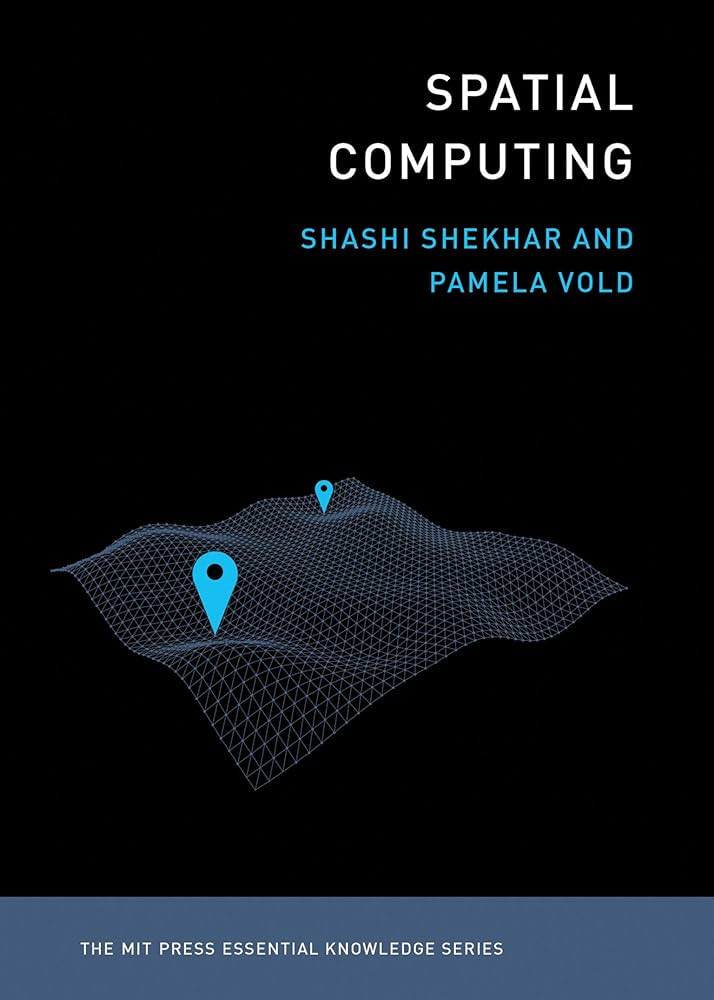 SPATIAL
COMPUTING
SHASHI SHEKHAR AND
PAMELA VOLD
THE MIT PRESS ESSENTIAL KNOWLEDGE SERIES